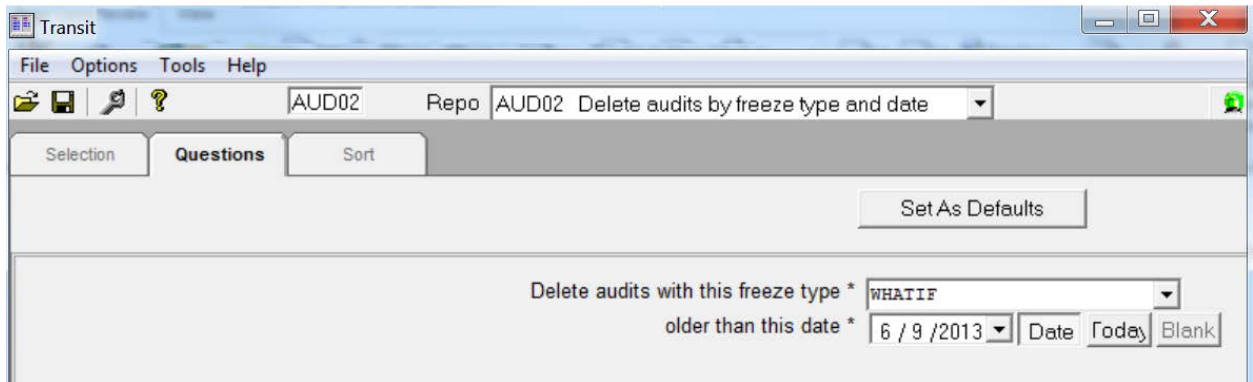 Transit
File Options Tools Help
AUD02 Repo AUD02 Delete audits by freeze type and date
Selection Questions Sort
Set As Defaults
Delete audits with this freeze type * WHATIF
older than this date * 6 / 9 /2013 Date Today Blank